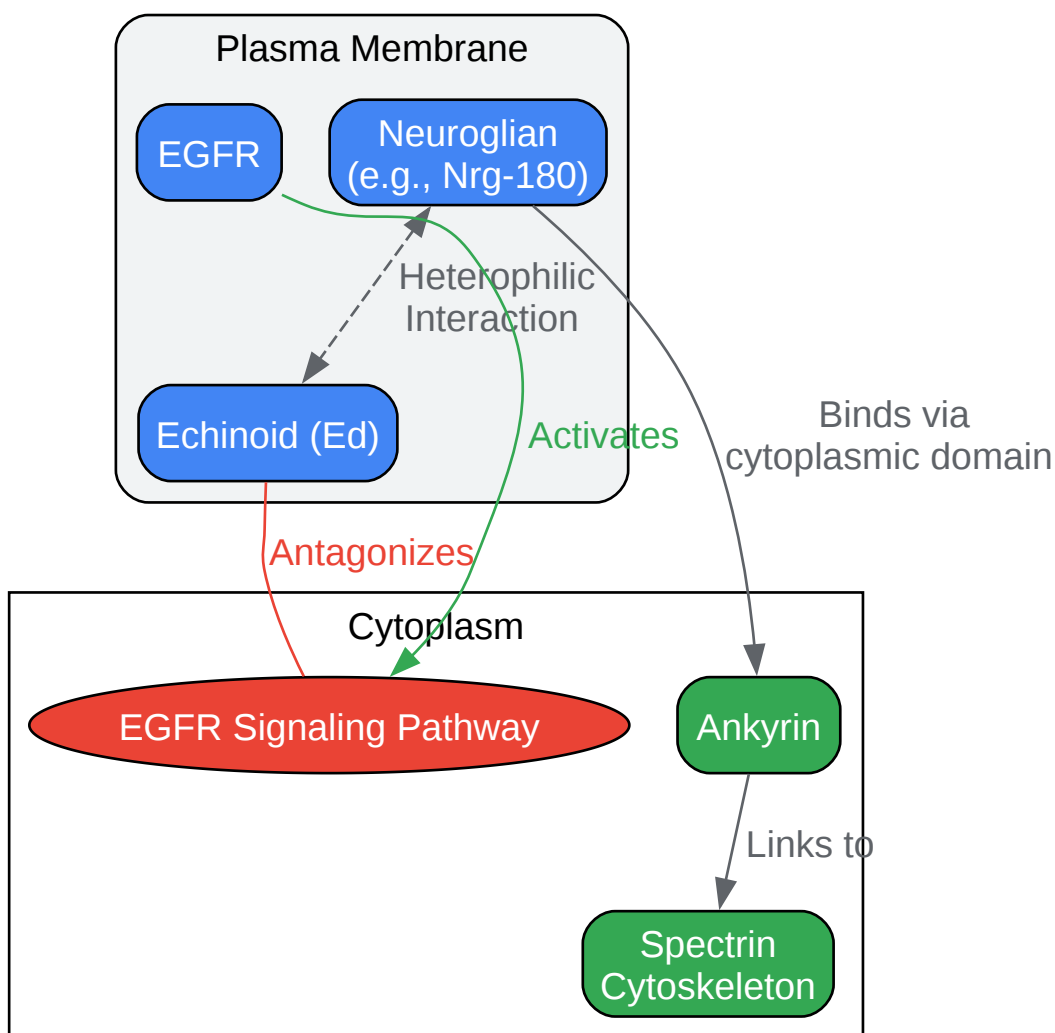 Plasma Membrane
EGFR
Neuroglian
(e.g., Nrg-180)
Heterophilic
Interaction
Echinoid (Ed)
Activates
Binds via
cytoplasmic domain
Antagonizes
Cytoplasm
EGFR Signaling Pathway
Ankyrin
Links to
Spectrin
Cytoskeleton